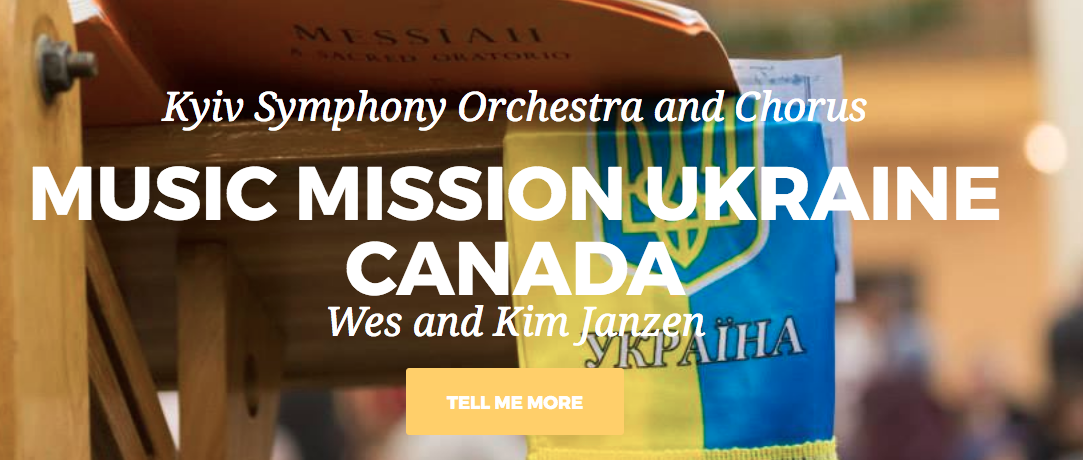 MESSIAH
A SACRED ORATORIO
Kyiv Symphony Orchestra and Chorus
MUSIC MISSION UKRAINE
CANADA
Wes and Kim Janzen
УКРАЇНА
TELL ME MORE